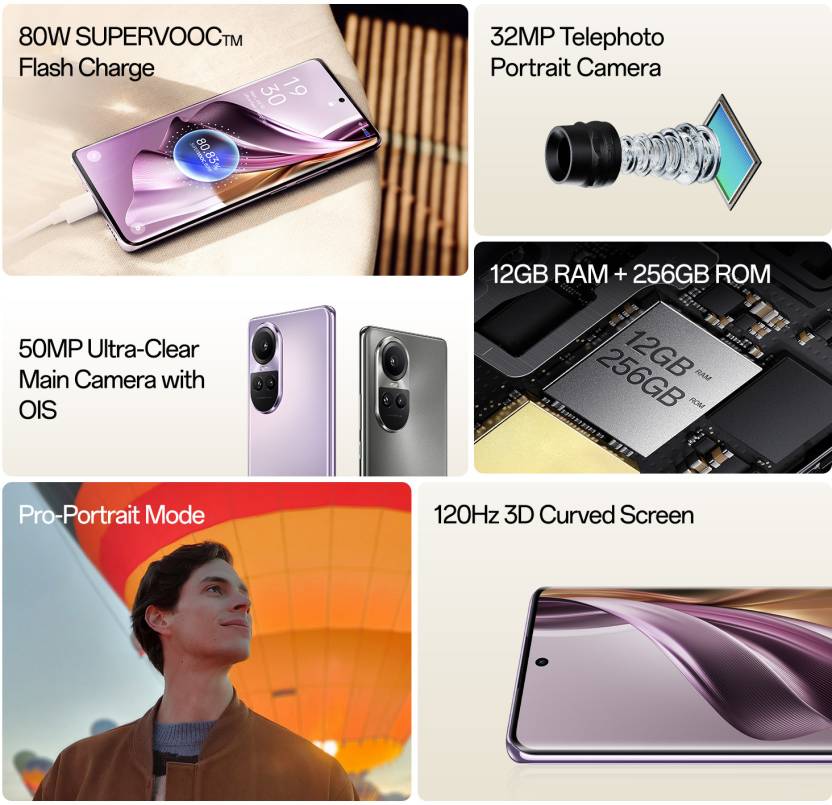 80W SUPERVOOC™
Flash Charge
19
30
80.83%
32MP Telephoto
Portrait Camera
12GB RAM + 256GB ROM
12GB RAM
256GB ROM
50MP Ultra-Clear
Main Camera with
OIS
Pro-Portrait Mode
120Hz 3D Curved Screen